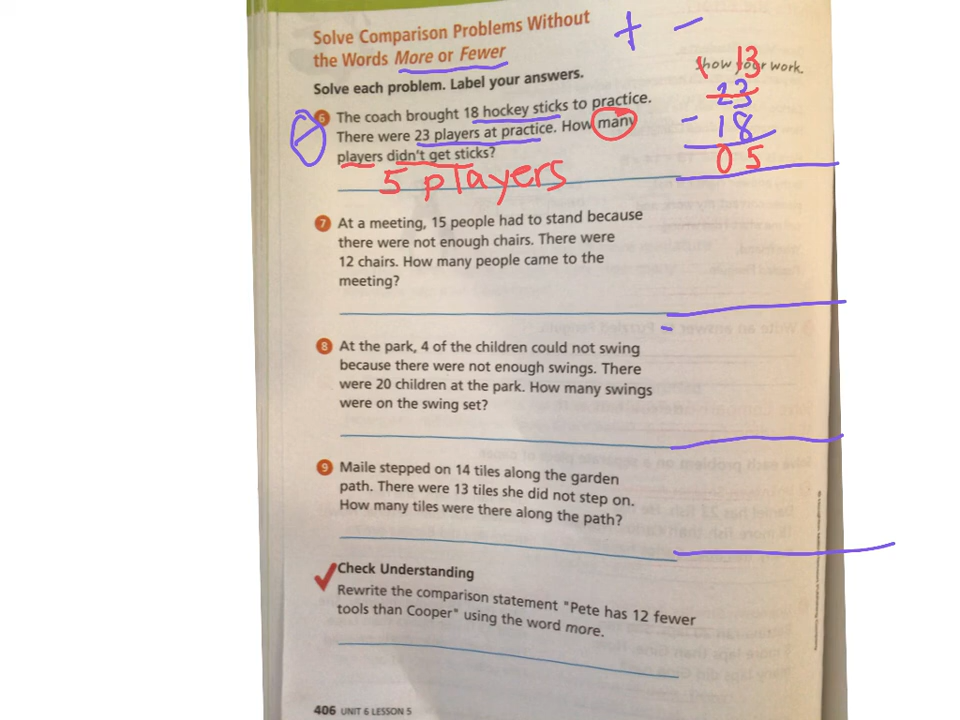 Solve Comparison Problems Without
the Words More or Fewer
+ -
Solve each problem. Label your answers.
Show your work.
6 The coach brought 18 hockey sticks to practice.
There were 23 players at practice. How many
players didn't get sticks?
5 players
1 13
23
- 18
05
7 At a meeting, 15 people had to stand because
there were not enough chairs. There were
12 chairs. How many people came to the
meeting?
8 At the park, 4 of the children could not swing
because there were not enough swings. There
were 20 children at the park. How many swings
were on the swing set?
9 Maile stepped on 14 tiles along the garden
path. There were 13 tiles she did not step on.
How many tiles were there along the path?
Check Understanding
Rewrite the comparison statement "Pete has 12 fewer
tools than Cooper" using the word more.
406 UNIT 6 LESSON 5